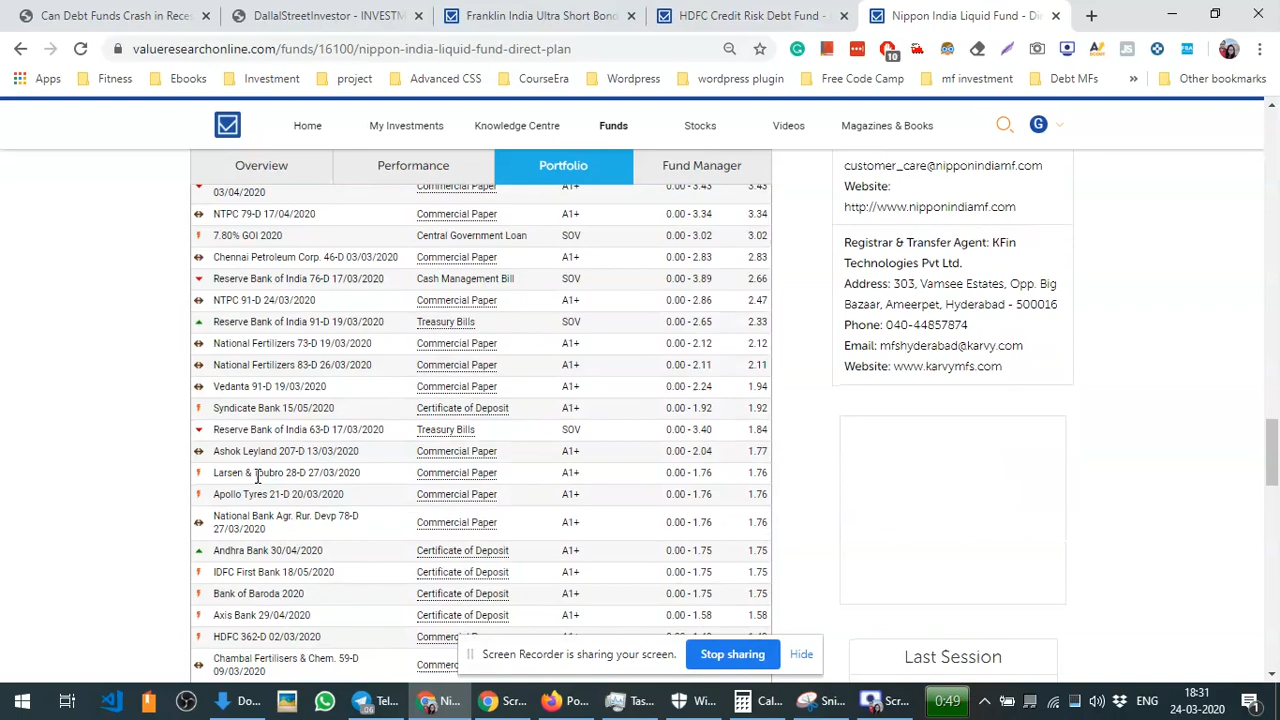 Can Debt Funds Crash in Reces
DallalStreetInvestor - INVESTM
Franklin India Ultra Short Bond
HDFC Credit Risk Debt Fund -
Nippon India Liquid Fund - Dir
valueresearchonline.com/funds/16100/nippon-india-liquid-fund-direct-plan
10
Apps Fitness Ebooks Investment project Advanced CSS CourseEra Wordpress wordpress plugin Free Code Camp mf investment Debt MFs » Other bookmarks
Home My Investments Knowledge Centre Funds Stocks Videos Magazines & Books G
Overview Performance Portfolio Fund Manager
03/04/2020 Commercial Paper A1+ 0.00 - 3.43 3.43
NTPC 79-D 17/04/2020 Commercial Paper A1+ 0.00 - 3.34 3.34
7.80% GOI 2020 Central Government Loan SOV 0.00 - 3.02 3.02
Chennai Petroleum Corp. 46-D 03/03/2020 Commercial Paper A1+ 0.00 - 2.83 2.83
Reserve Bank of India 76-D 17/03/2020 Cash Management Bill SOV 0.00 - 3.89 2.66
NTPC 91-D 24/03/2020 Commercial Paper A1+ 0.00 - 2.86 2.47
Reserve Bank of India 91-D 19/03/2020 Treasury Bills SOV 0.00 - 2.65 2.33
National Fertilizers 73-D 19/03/2020 Commercial Paper A1+ 0.00 - 2.12 2.12
National Fertilizers 83-D 26/03/2020 Commercial Paper A1+ 0.00 - 2.11 2.11
Vedanta 91-D 19/03/2020 Commercial Paper A1+ 0.00 - 2.24 1.94
Syndicate Bank 15/05/2020 Certificate of Deposit A1+ 0.00 - 1.92 1.92
Reserve Bank of India 63-D 17/03/2020 Treasury Bills SOV 0.00 - 3.40 1.84
Ashok Leyland 207-D 13/03/2020 Commercial Paper A1+ 0.00 - 2.04 1.77
Larsen & Toubro 28-D 27/03/2020 Commercial Paper A1+ 0.00 - 1.76 1.76
Apollo Tyres 21-D 20/03/2020 Commercial Paper A1+ 0.00 - 1.76 1.76
National Bank Agr. Rur. Devp 78-D
27/03/2020 Commercial Paper A1+ 0.00 - 1.76 1.76
Andhra Bank 30/04/2020 Certificate of Deposit A1+ 0.00 - 1.75 1.75
IDFC First Bank 18/05/2020 Certificate of Deposit A1+ 0.00 - 1.75 1.75
Bank of Baroda 2020 Certificate of Deposit A1+ 0.00 - 1.75 1.75
Axis Bank 29/04/2020 Certificate of Deposit A1+ 0.00 - 1.58 1.58
HDFC 362-D 02/03/2020
Chambal Fertilisers & Chem. 59-D
09/03/2020
customer_care@nipponindiamf.com
Website:
http://www.nipponindiamf.com
Registrar & Transfer Agent: KFin
Technologies Pvt Ltd.
Address: 303, Vamsee Estates, Opp. Big
Bazaar, Ameerpet, Hyderabad - 500016
Phone: 040-44857874
Email: mfshyderabad@karvy.com
Website: www.karvymfs.com
Last Session
Screen Recorder is sharing your screen. Stop sharing Hide
Do... Tel... 06 Ni... Scr... Po... Tas... Wi... Cal... Sni... Scr... 0:49 ENG 18:31
24-03-2020